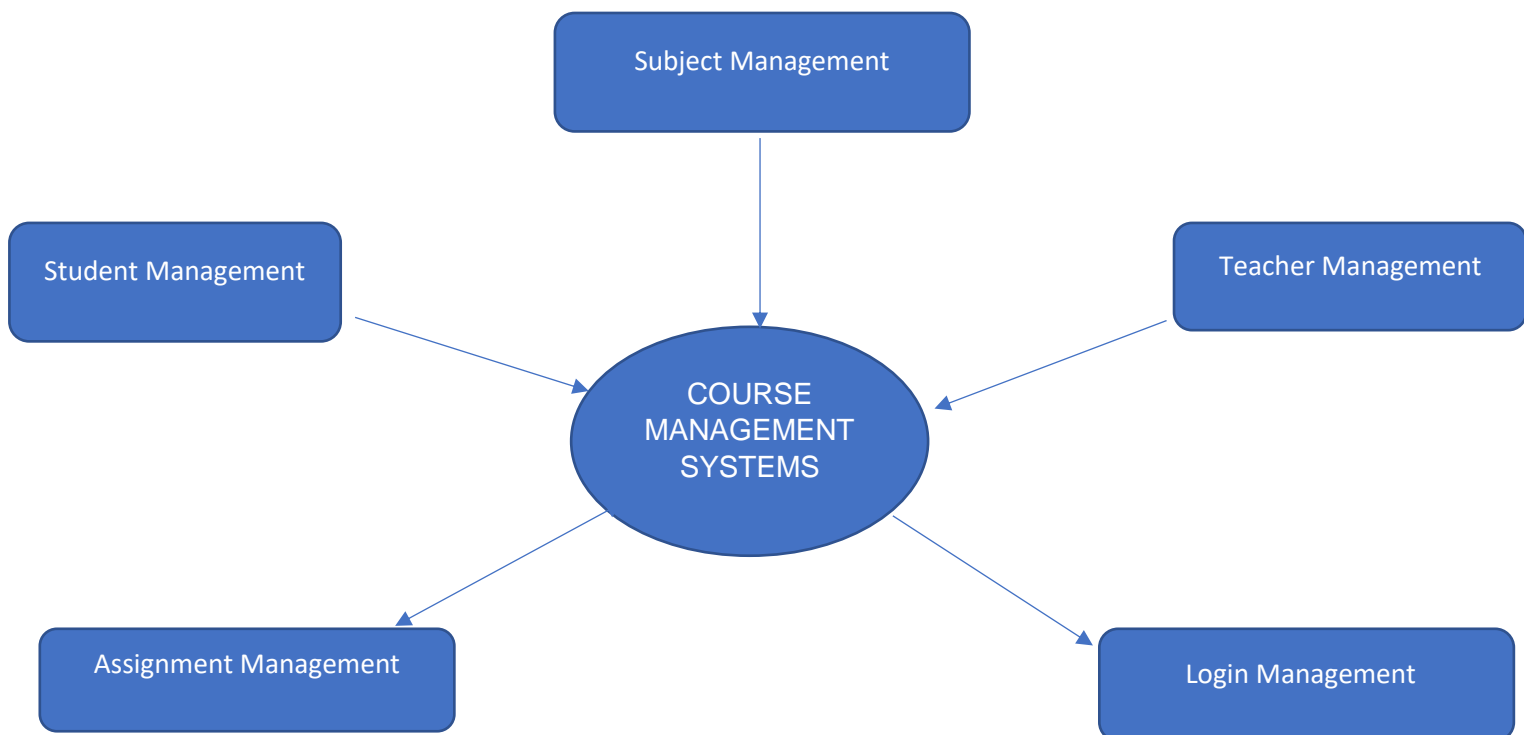 Subject Management
Student Management
Teacher Management
COURSE
MANAGEMENT
SYSTEMS
Assignment Management
Login Management